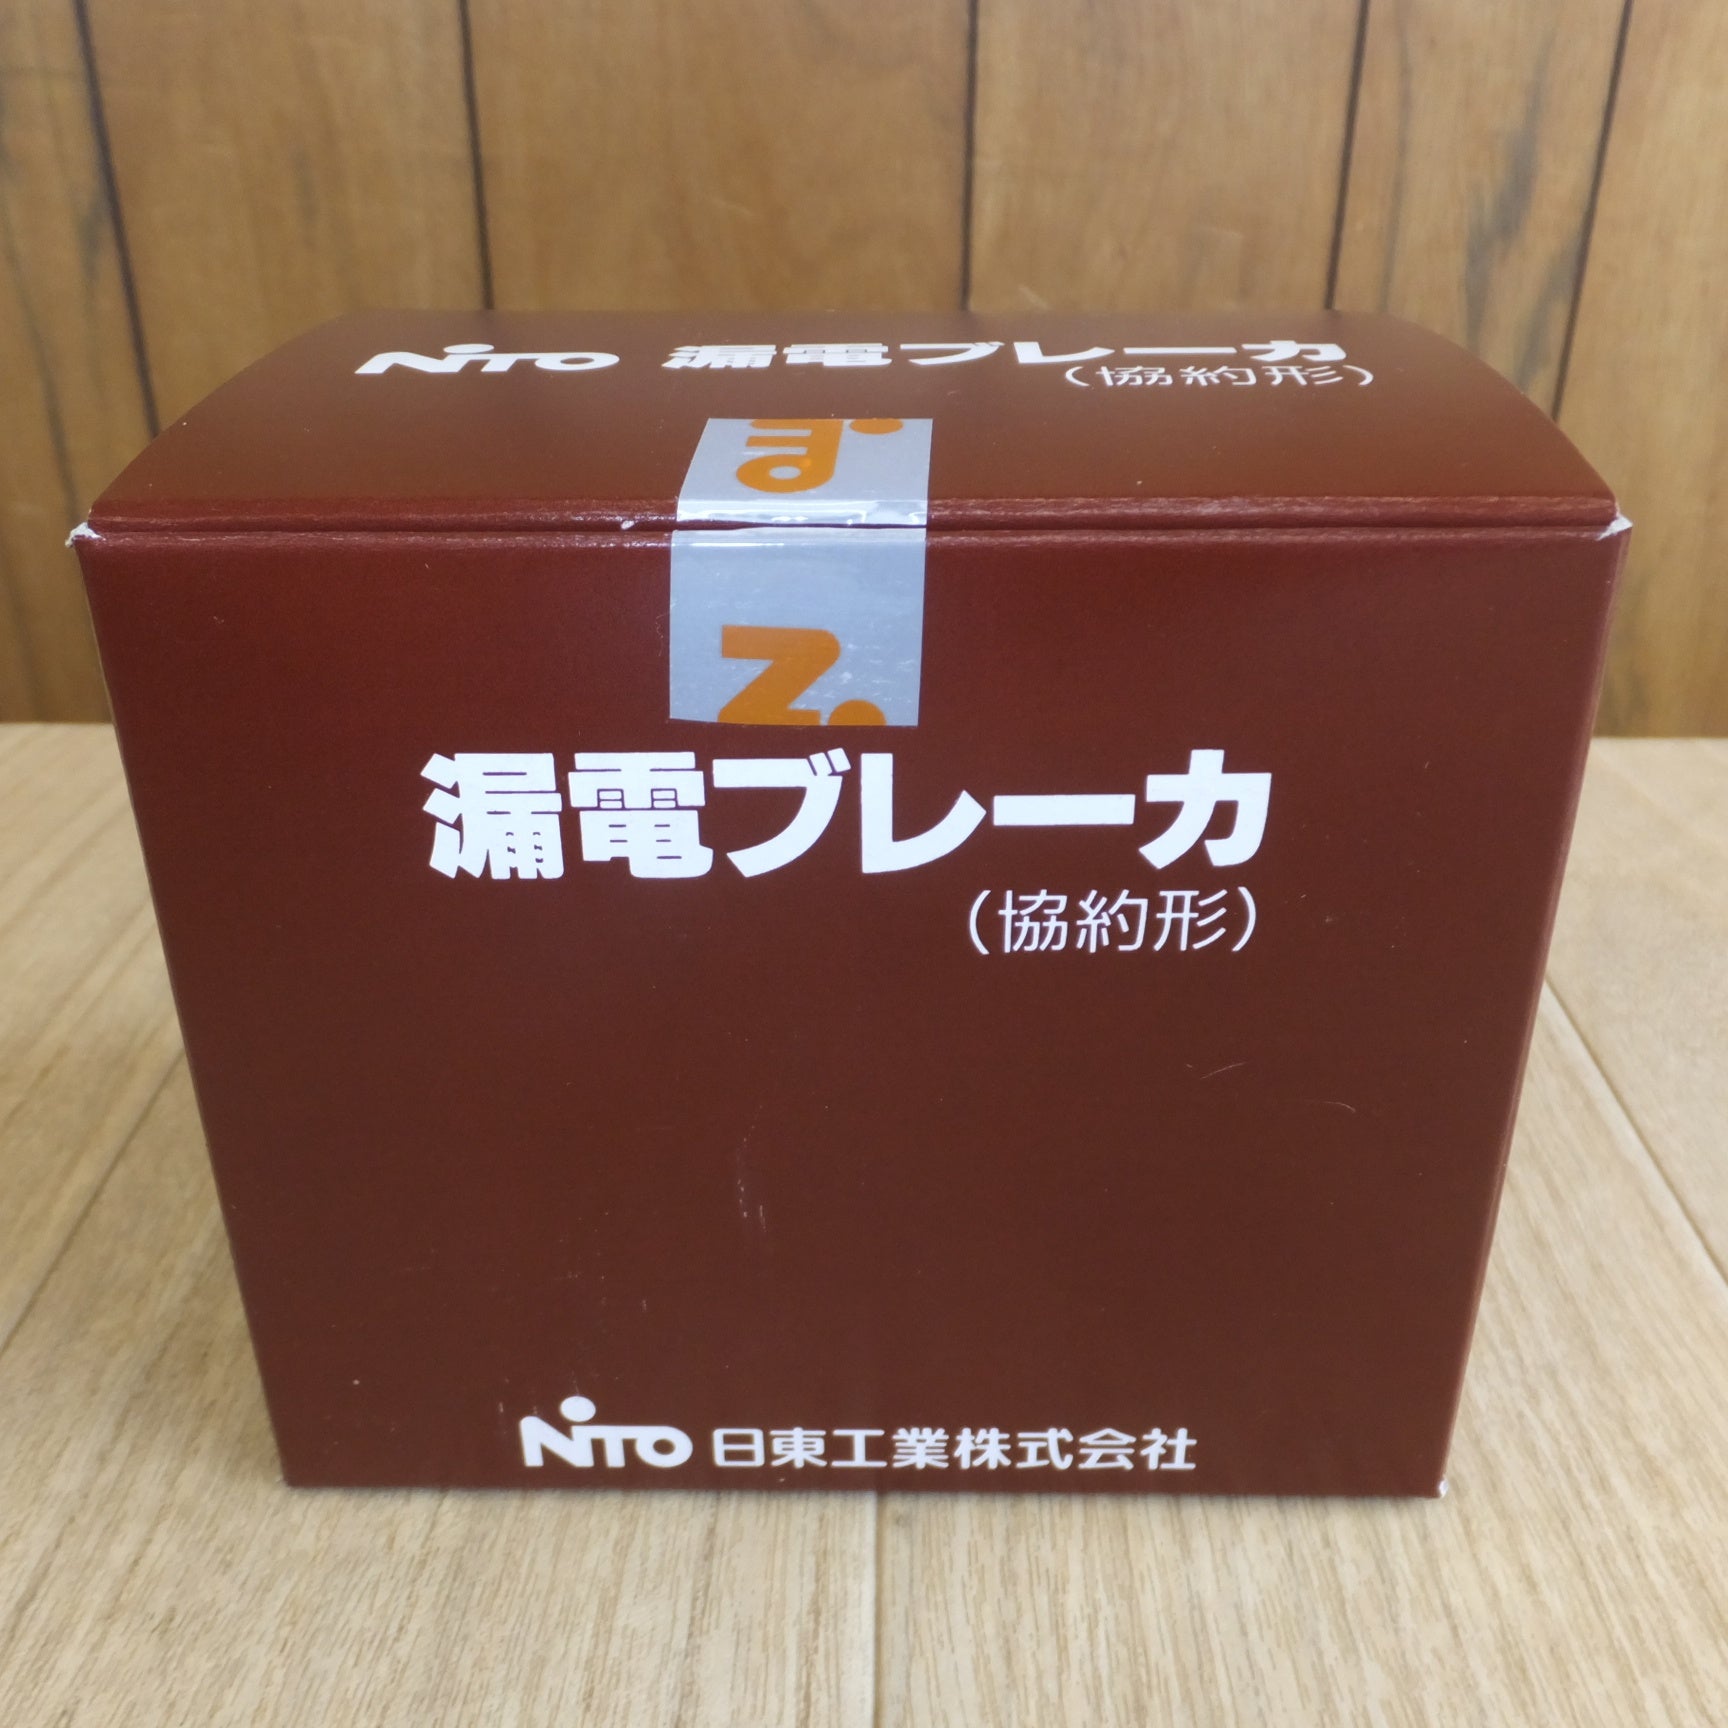 NITO 漏電ブレーカ
(協約形)
漏電ブレーカ
(協約形)
NITO 日東工業株式会社